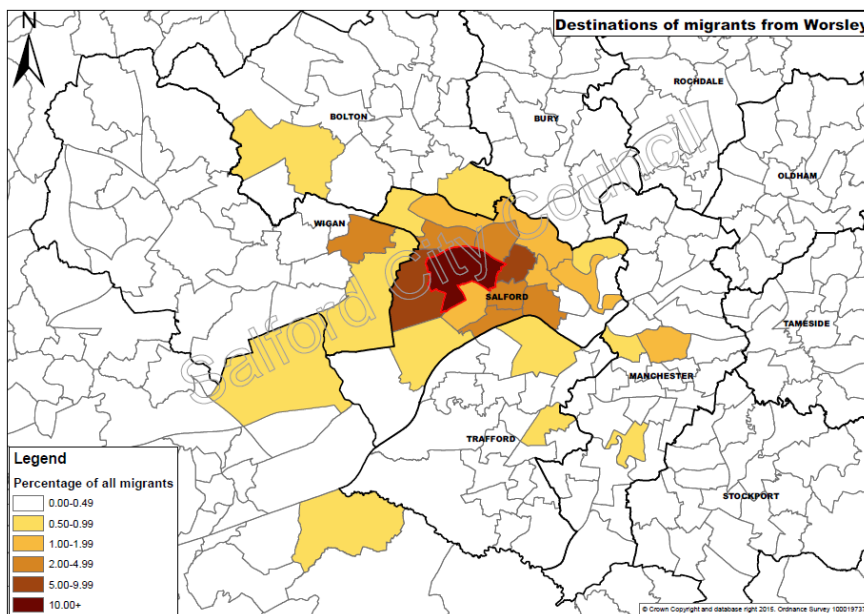 Destinations of migrants from Worsley
N
ROCHDALE
BOLTON
BURY
OLDHAM
WIGAN
Salford City Council
SALFORD
TAMESIDE
MANCHESTER
TRAFFORD
STOCKPORT
Legend
Percentage of all migrants
0.00-0.49
0.50-0.99
1.00-1.99
2.00-4.99
5.00-9.99
10.00+
© Crown Copyright and database right 2016. Ordnance Survey 10001973